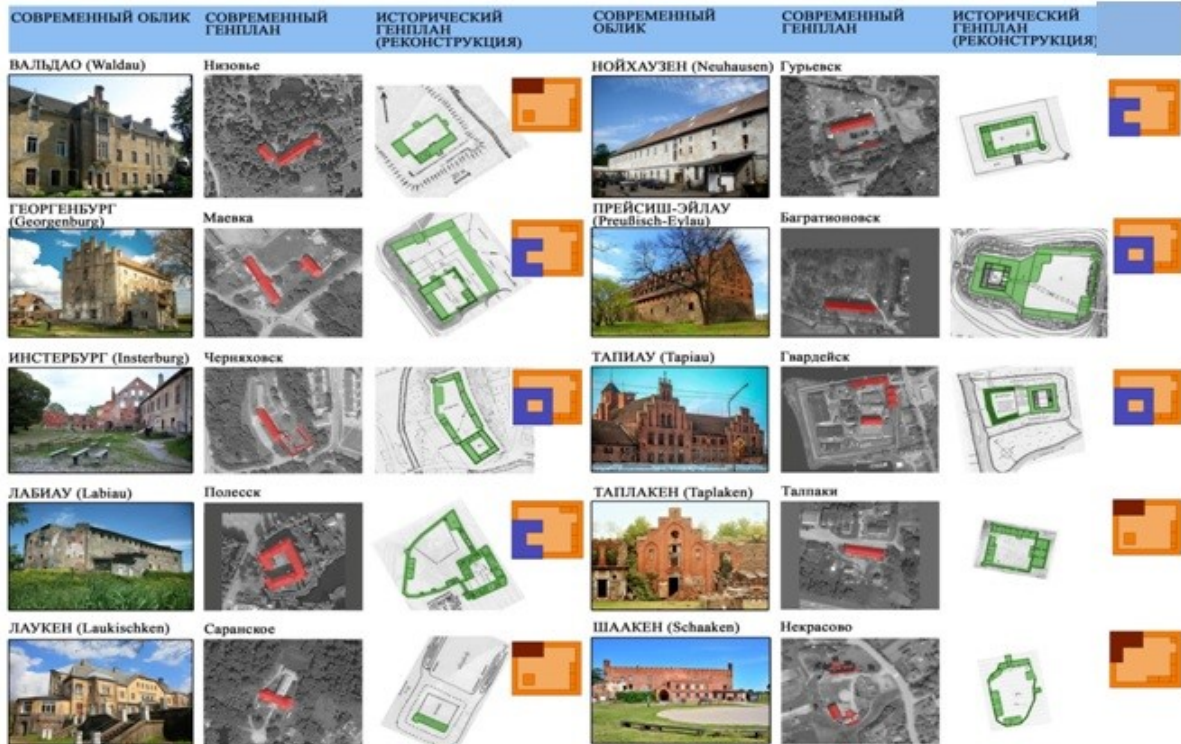 СОВРЕМЕННЫЙ ОБЛИК
СОВРЕМЕННЫЙ
ГЕНПЛАН
ИСТОРИЧЕСКИЙ
ГЕНПЛАН
(РЕКОНСТРУКЦИЯ)
СОВРЕМЕННЫЙ
ОБЛИК
СОВРЕМЕННЫЙ
ГЕНПЛАН
ИСТОРИЧЕСКИЙ
ГЕНПЛАН
(РЕКОНСТРУКЦИЯ)
ВАЛЬДАО (Waldau)
Низовье
НОЙХАУЗЕН (Neuhausen)
Гурьевск
ГЕОРГЕНБУРГ
(Georgenburg)
Маевка
ПРЕЙСИШ-ЭЙЛАУ
(Preußisch-Eylau)
Багратионовск
ИНСТЕРБУРГ (Insterburg)
Черняховск
ТАПИАУ (Tapiau)
Гвардейск
ЛАБИАУ (Labiau)
Полесск
ТАПЛАКЕН (Taplaken)
Талпаки
ЛАУКЕН (Laukischken)
Саранское
ШААКЕН (Schaaken)
Некрасово